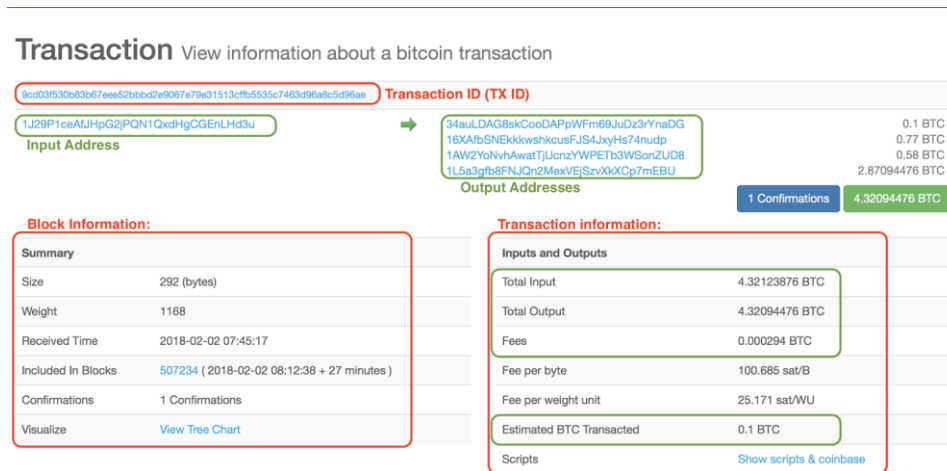 Transaction View information about a bitcoin transaction
9cd03f530b83b67eee52bbbd2e9067e79e31513cffb5535c7463d96a8c5d96ae Transaction ID (TX ID)
1J29P1ceAfJHpG2jPQN1QxdHgCGEnLHd3u
Input Address
34auLDAG8skCooDAPpWFm69JuDz3rYnaDG 0.1 BTC
16XAfbSNEkkwshkcusFJS4JxyHs74nudp 0.77 BTC
1AW2YoNvhAwatTjUcnzYWPETb3WSonZUD8 0.58 BTC
1L5a3gfb8FNJQn2MexVEjSzvXkXCp7mEBU 2.87094476 BTC
Output Addresses
1 Confirmations 4.32094476 BTC
Block Information:
Summary
Size 292 (bytes)
Weight 1168
Received Time 2018-02-02 07:45:17
Included In Blocks 507234 ( 2018-02-02 08:12:38 + 27 minutes )
Confirmations 1 Confirmations
Visualize View Tree Chart
Transaction information:
Inputs and Outputs
Total Input 4.32123876 BTC
Total Output 4.32094476 BTC
Fees 0.000294 BTC
Fee per byte 100.685 sat/B
Fee per weight unit 25.171 sat/WU
Estimated BTC Transacted 0.1 BTC
Scripts Show scripts & coinbase